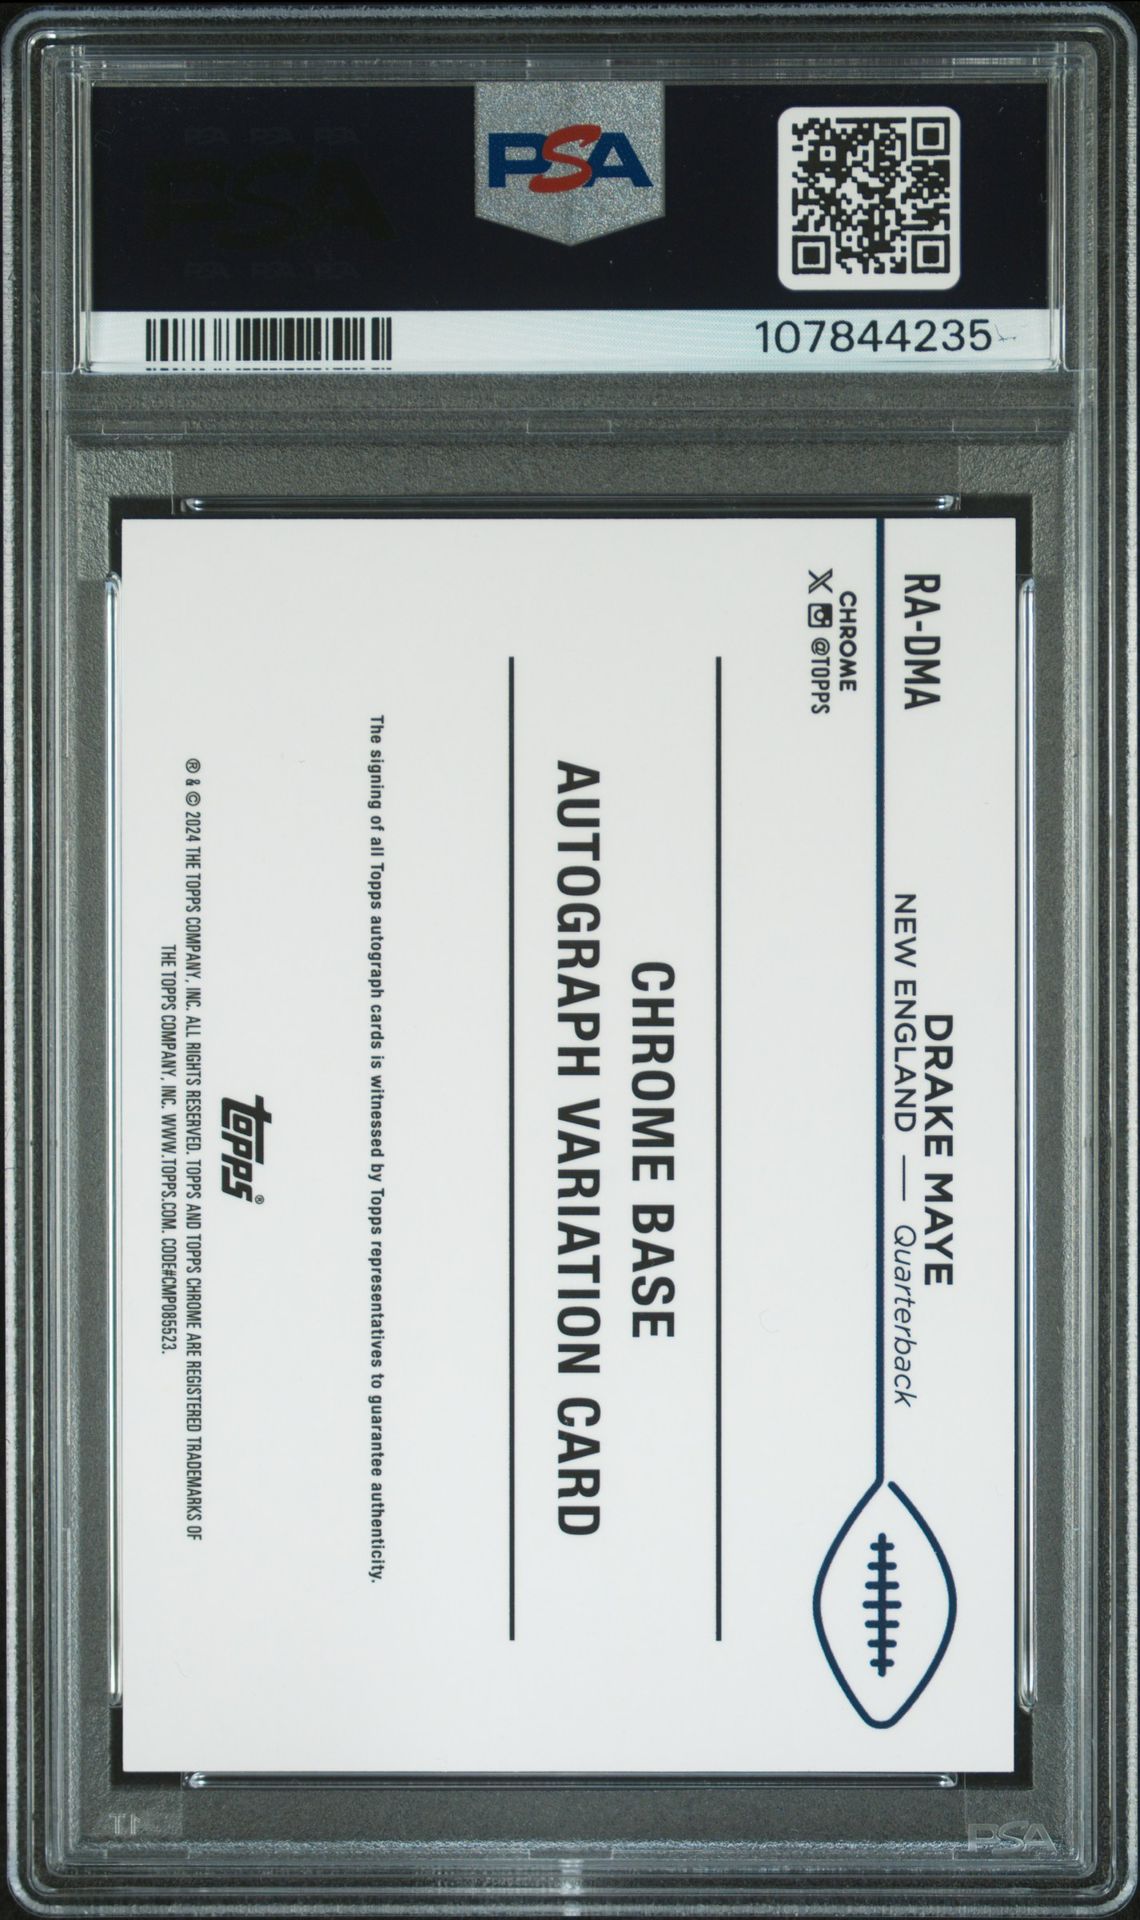 PSA
107844235
RA-DMA
DRAKE MAYE
NEW ENGLAND — Quarterback
CHROME
X @TOPPS
CHROME BASE
AUTOGRAPH VARIATION CARD
The signing of all Topps autograph cards is witnessed by Topps representatives to guarantee authenticity.
topps®
® & © 2024 THE TOPPS COMPANY, INC. ALL RIGHTS RESERVED. TOPPS AND TOPPS CHROME ARE REGISTERED TRADEMARKS OF
THE TOPPS COMPANY, INC. WWW.TOPPS.COM. CODE#CMP085523.
PSA